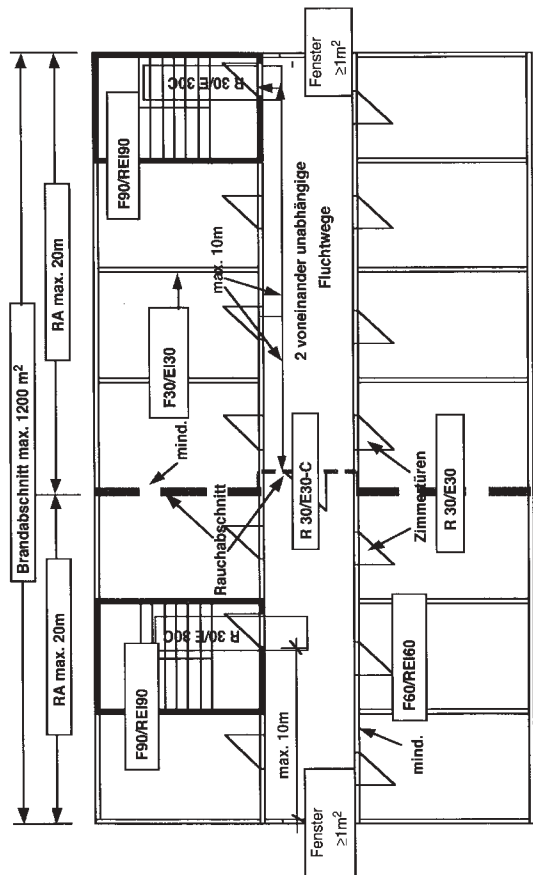 Brandabschnitt max. 1200 m²
RA max. 20m
RA max. 20m
F90/REI90
F90/REI90
R 30/E 30C
R 30/E 30C
F30/EI30
mind.
Rauchabschnitt
max. 10m
2 voneinander unabhängige
Fluchtwege
R 30/E30-C
max. 10m
Fenster
≥1m²
Fenster
≥1m²
Zimmertüren
R 30/E30
F60/REI60
mind.